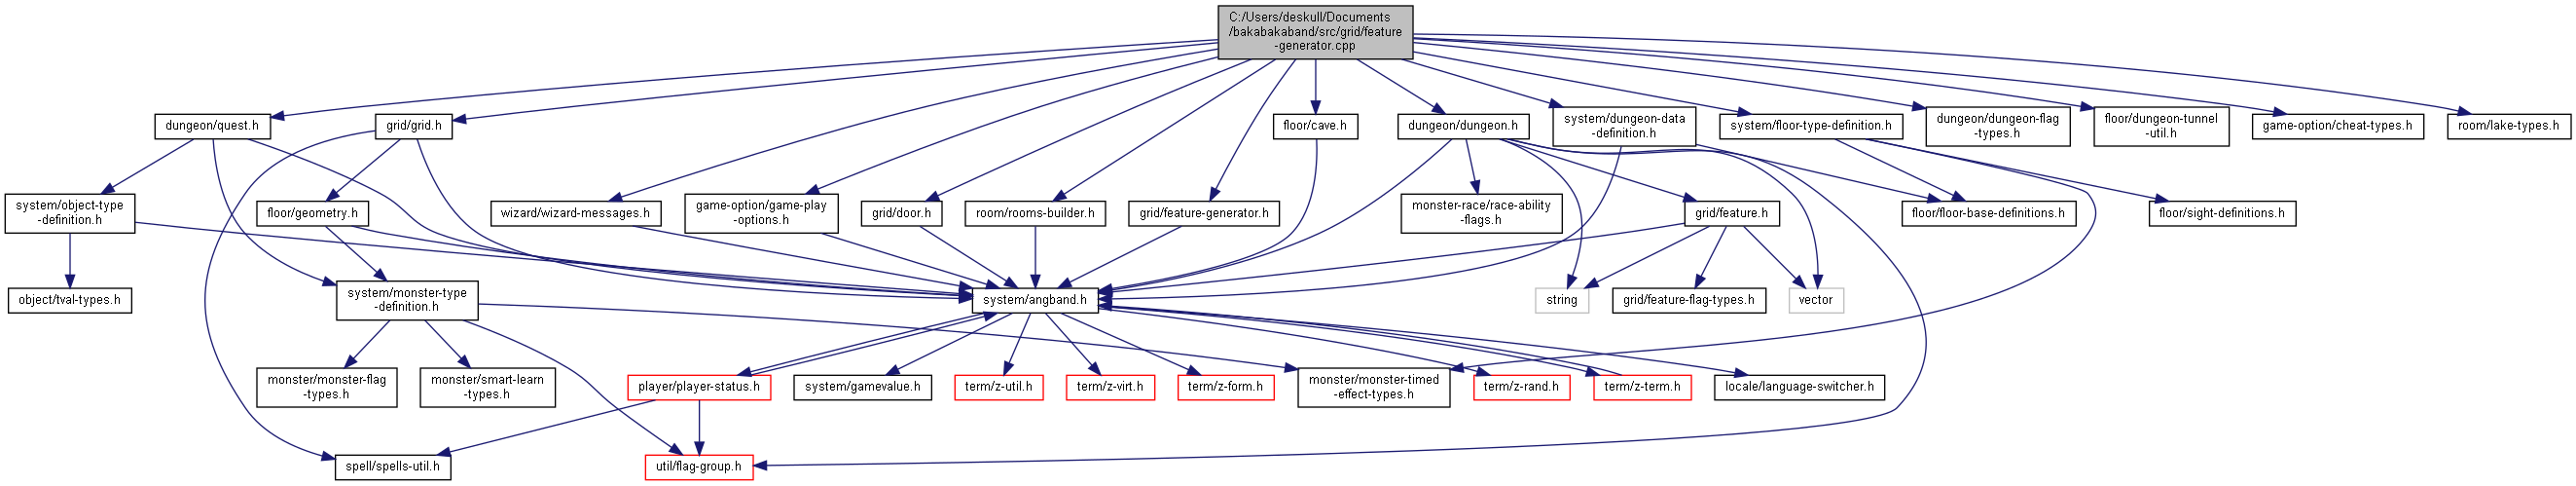 C:/Users/deskull/Documents
/bakabakaband/src/grid/feature
-generator.cpp
dungeon/quest.h
grid/grid.h
floor/cave.h
dungeon/dungeon.h
system/dungeon-data
-definition.h
system/floor-type-definition.h
dungeon/dungeon-flag
-types.h
floor/dungeon-tunnel
-util.h
game-option/cheat-types.h
room/lake-types.h
system/object-type
-definition.h
floor/geometry.h
wizard/wizard-messages.h
game-option/game-play
-options.h
grid/door.h
room/rooms-builder.h
grid/feature-generator.h
monster-race/race-ability
-flags.h
grid/feature.h
floor/floor-base-definitions.h
floor/sight-definitions.h
object/tval-types.h
system/monster-type
-definition.h
system/angband.h
string
grid/feature-flag-types.h
vector
monster/monster-flag
-types.h
monster/smart-learn
-types.h
player/player-status.h
system/gamevalue.h
term/z-util.h
term/z-virt.h
term/z-form.h
monster/monster-timed
-effect-types.h
term/z-rand.h
term/z-term.h
locale/language-switcher.h
spell/spells-util.h
util/flag-group.h